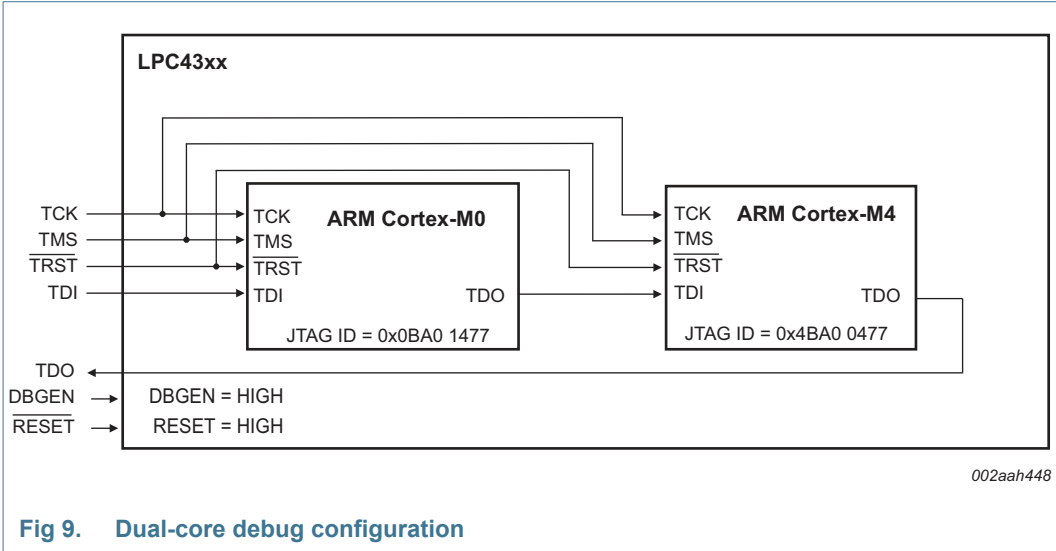 LPC43xx
TCK
TMS
TRST
TDI
TDO
DBGEN
RESET
TCK
TMS
TRST
TDI
ARM Cortex-M0
TDO
JTAG ID = 0x0BA0 1477
TCK
TMS
TRST
TDI
ARM Cortex-M4
TDO
JTAG ID = 0x4BA0 0477
DBGEN = HIGH
RESET = HIGH
002aah448
Fig 9. Dual-core debug configuration